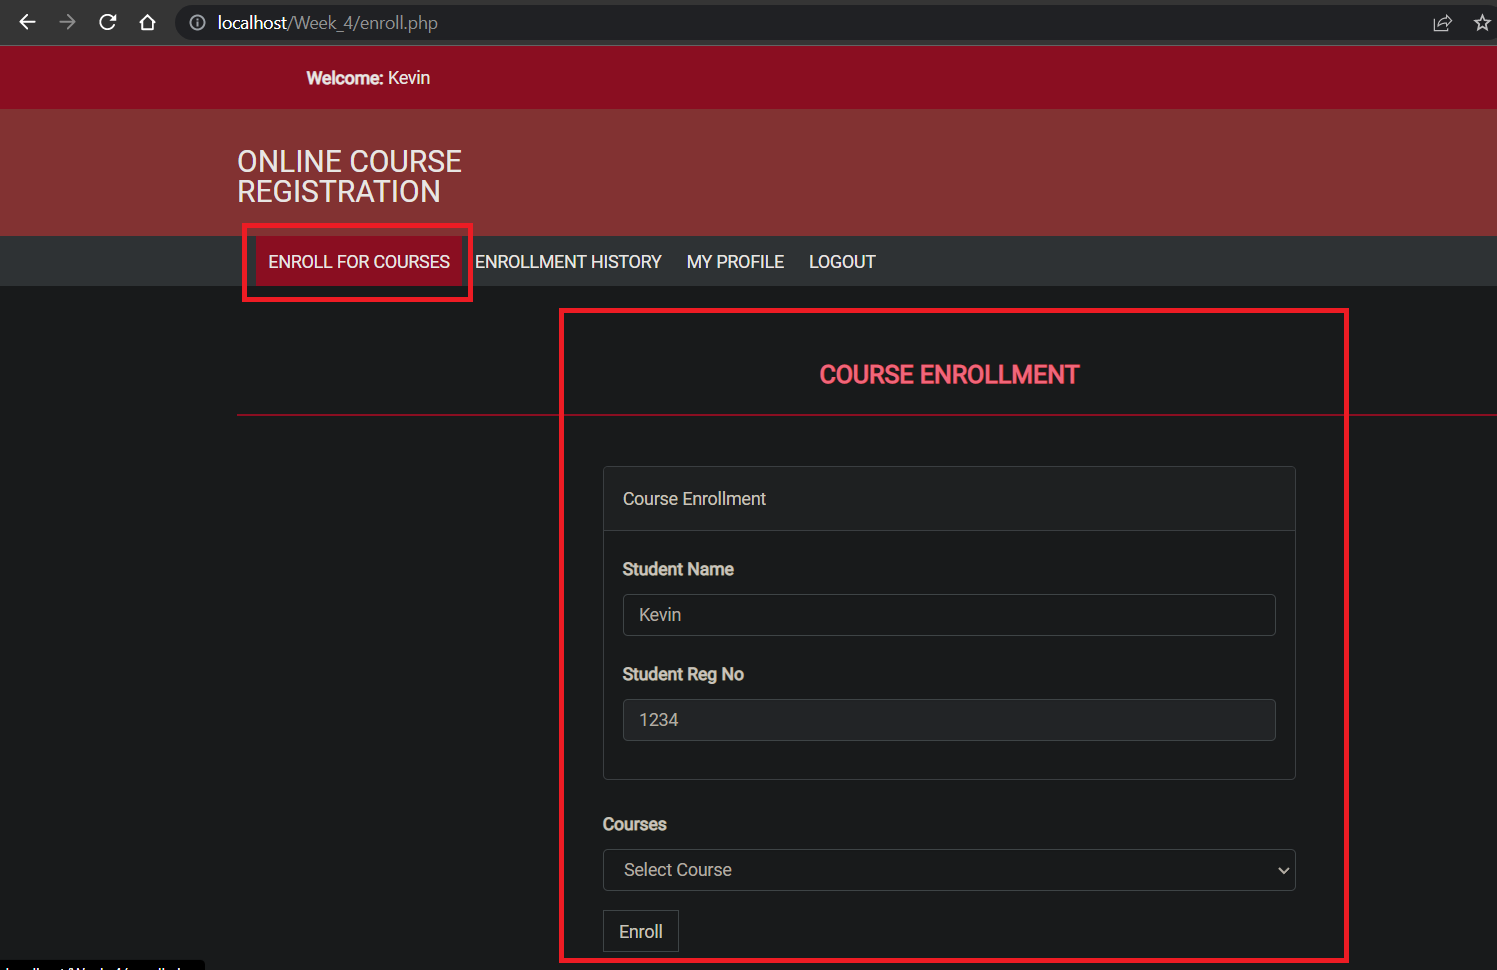 localhost/Week_4/enroll.php
Welcome: Kevin
ONLINE COURSE
REGISTRATION
ENROLL FOR COURSES ENROLLMENT HISTORY MY PROFILE LOGOUT
COURSE ENROLLMENT
Course Enrollment
Student Name
Kevin
Student Reg No
1234
Courses
Select Course
Enroll